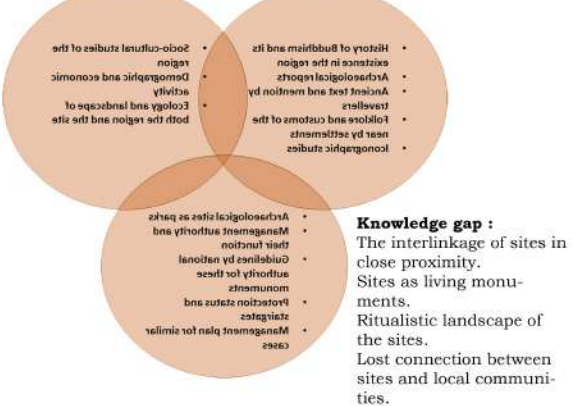 • Socio-cultural studies of the
region
• Demographic and economic
activity
• Ecology and landscape of
both the region and the site
• History of Buddhism and its
existence in the region
• Archaeological reports
• Ancient text and mention by
travellers
• Folklore and customs of the
near by settlements
• Iconographic studies
• Archaeological sites as parks
• Management authority and
their function
• Guidelines by national
authority for these
monuments
• Protection status and
stairgates
• Management plan for similar
cases
Knowledge gap :
The interlinkage of sites in
close proximity.
Sites as living monu-
ments.
Ritualistic landscape of
the sites.
Lost connection between
sites and local communi-
ties.